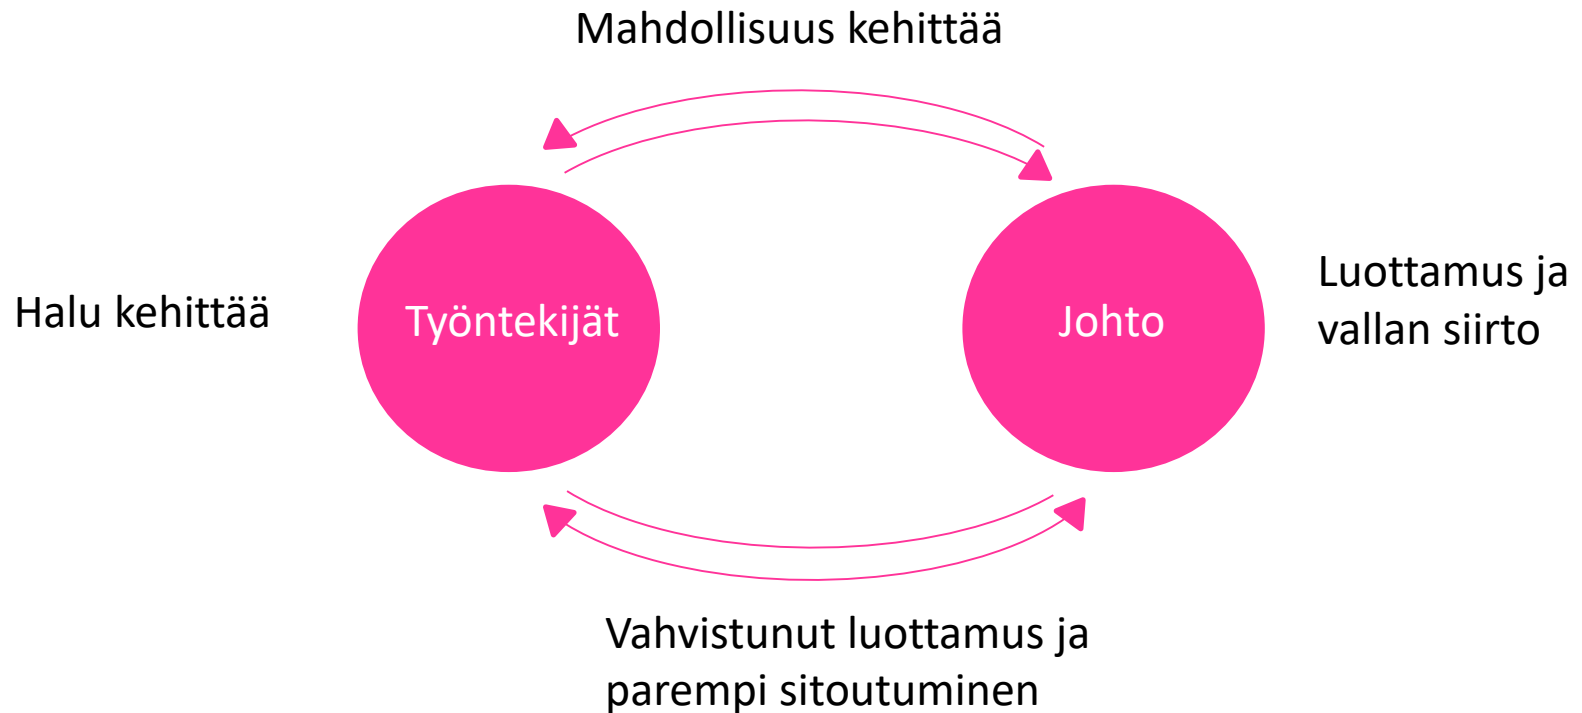 Mahdollisuus kehittää
Halu kehittää
Työntekijät
Johto
Luottamus ja
vallan siirto
Vahvistunut luottamus ja
parempi sitoutuminen